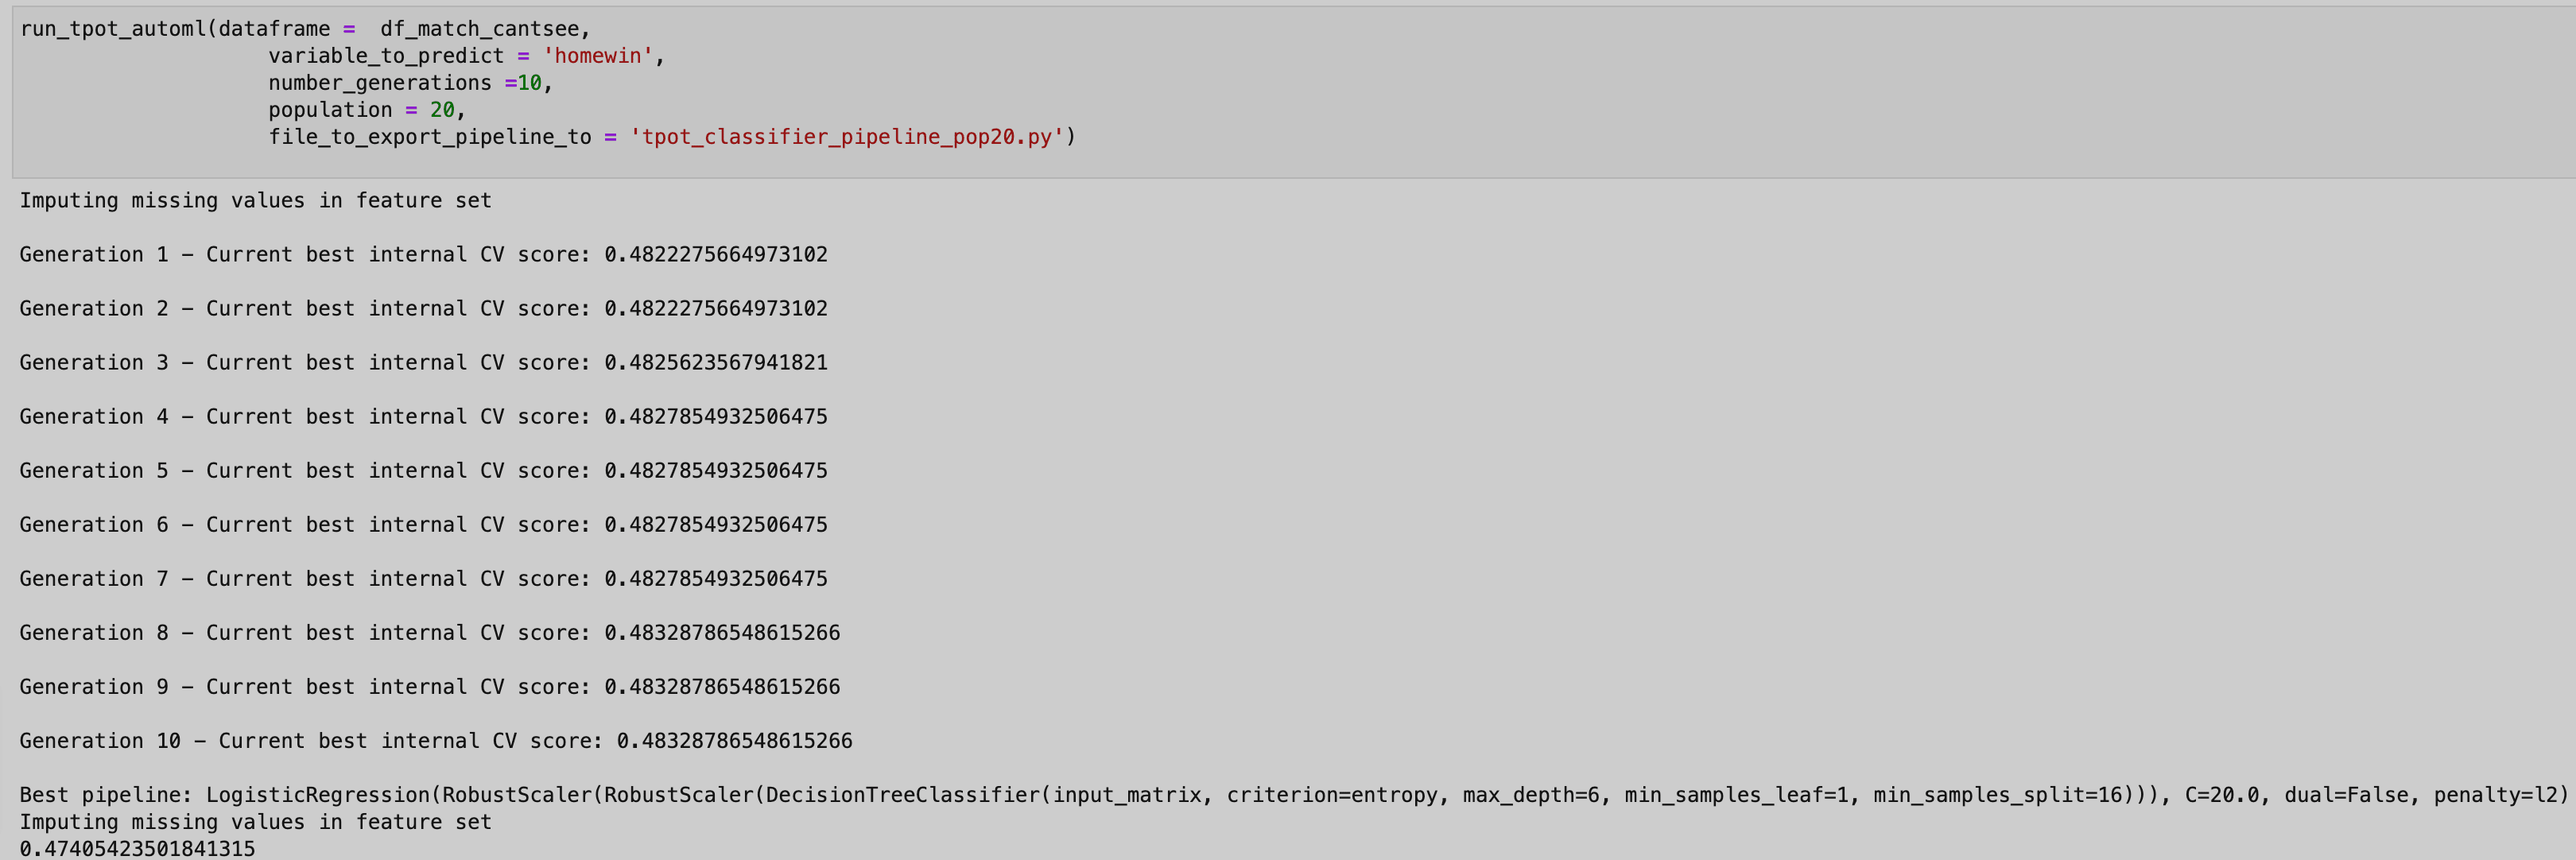 run_tpot_automl(dataframe =  df_match_cantsee,
                    variable_to_predict = 'homewin',
                    number_generations =10,
                    population = 20,
                    file_to_export_pipeline_to = 'tpot_classifier_pipeline_pop20.py')
Imputing missing values in feature set
Generation 1 - Current best internal CV score: 0.4822275664973102
Generation 2 - Current best internal CV score: 0.4822275664973102
Generation 3 - Current best internal CV score: 0.4825623567941821
Generation 4 - Current best internal CV score: 0.4827854932506475
Generation 5 - Current best internal CV score: 0.4827854932506475
Generation 6 - Current best internal CV score: 0.4827854932506475
Generation 7 - Current best internal CV score: 0.4827854932506475
Generation 8 - Current best internal CV score: 0.48328786548615266
Generation 9 - Current best internal CV score: 0.48328786548615266
Generation 10 - Current best internal CV score: 0.48328786548615266
Best pipeline: LogisticRegression(RobustScaler(RobustScaler(DecisionTreeClassifier(input_matrix, criterion=entropy, max_depth=6, min_samples_leaf=1, min_samples_split=16))), C=20.0, dual=False, penalty=l2)
Imputing missing values in feature set
0.47405423501841315